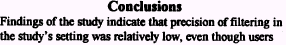 Conclusions
Findings of the study indicate that precision of filtering in
the study's setting was relatively low, even though users